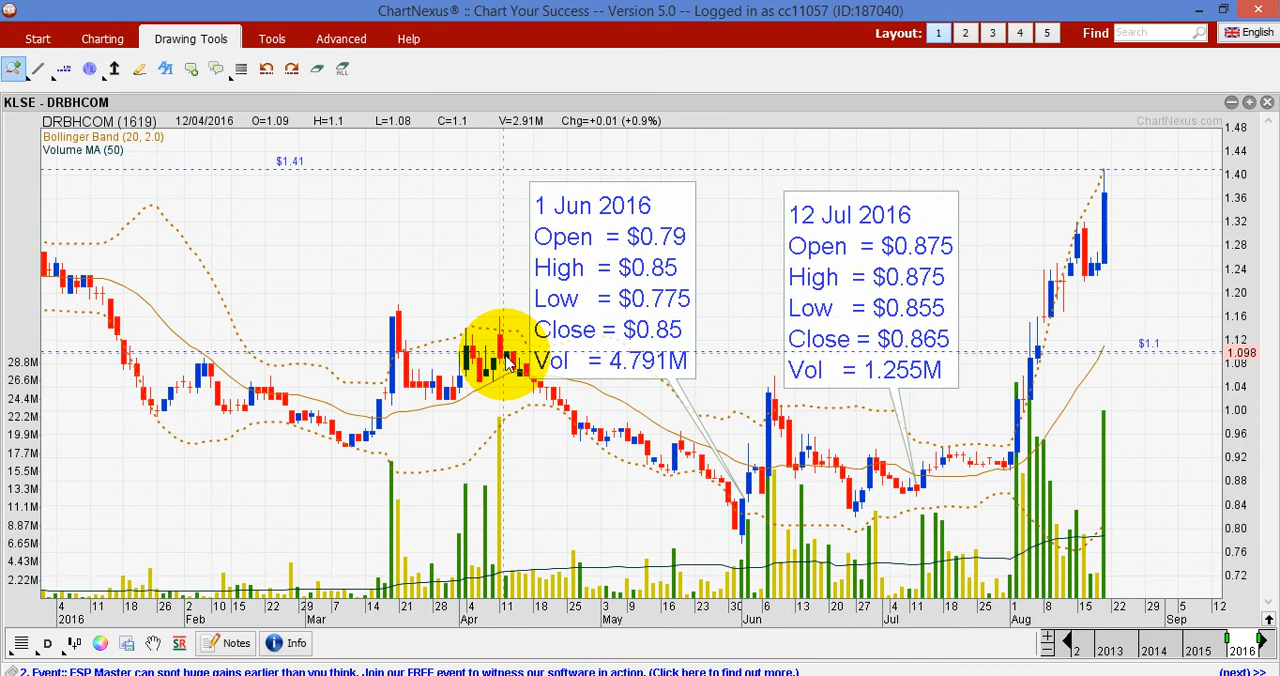 ChartNexus® :: Chart Your Success -- Version 5.0 -- Logged in as cc11057 (ID:187040)
Start Charting Drawing Tools Tools Advanced Help Layout: 1 2 3 4 5 Find Search English
ALL
KLSE - DRBHCOM
DRBHCOM (1619) 12/04/2016 O=1.09 H=1.1 L=1.08 C=1.1 V=2.91M Chg=+0.01 (+0.9%) ChartNexus.com
Bollinger Band (20, 2.0)
Volume MA (50)
$1.41
1 Jun 2016
Open = $0.79
High = $0.85
Low = $0.775
Close = $0.85
Vol = 4.791M
12 Jul 2016
Open = $0.875
High = $0.875
Low = $0.855
Close = $0.865
Vol = 1.255M
$1.1
1.48
1.44
1.40
1.36
1.32
1.28
1.24
1.20
1.16
1.12
1.098
1.08
1.04
1.00
0.96
0.92
0.88
0.84
0.80
0.76
0.72
28.8M
26.6M
24.4M
22.2M
19.9M
17.7M
15.5M
13.3M
11.1M
8.87M
6.65M
4.43M
2.22M
4 11 18 26 10 15 22 29 7 14 21 28 4 11 18 25 3 9 16 23 30 6 13 20 27 4 11 18 25 1 8 15 22 29 5 12
2016 Feb Mar Apr May Jun Jul Aug Sep
D SR Notes Info 2 2013 2014 2015 2016
2. Event:: ESP Master can spot huge gains earlier than you think. Join our FREE event to witness our software in action. (Click here to find out more.) (next) >>